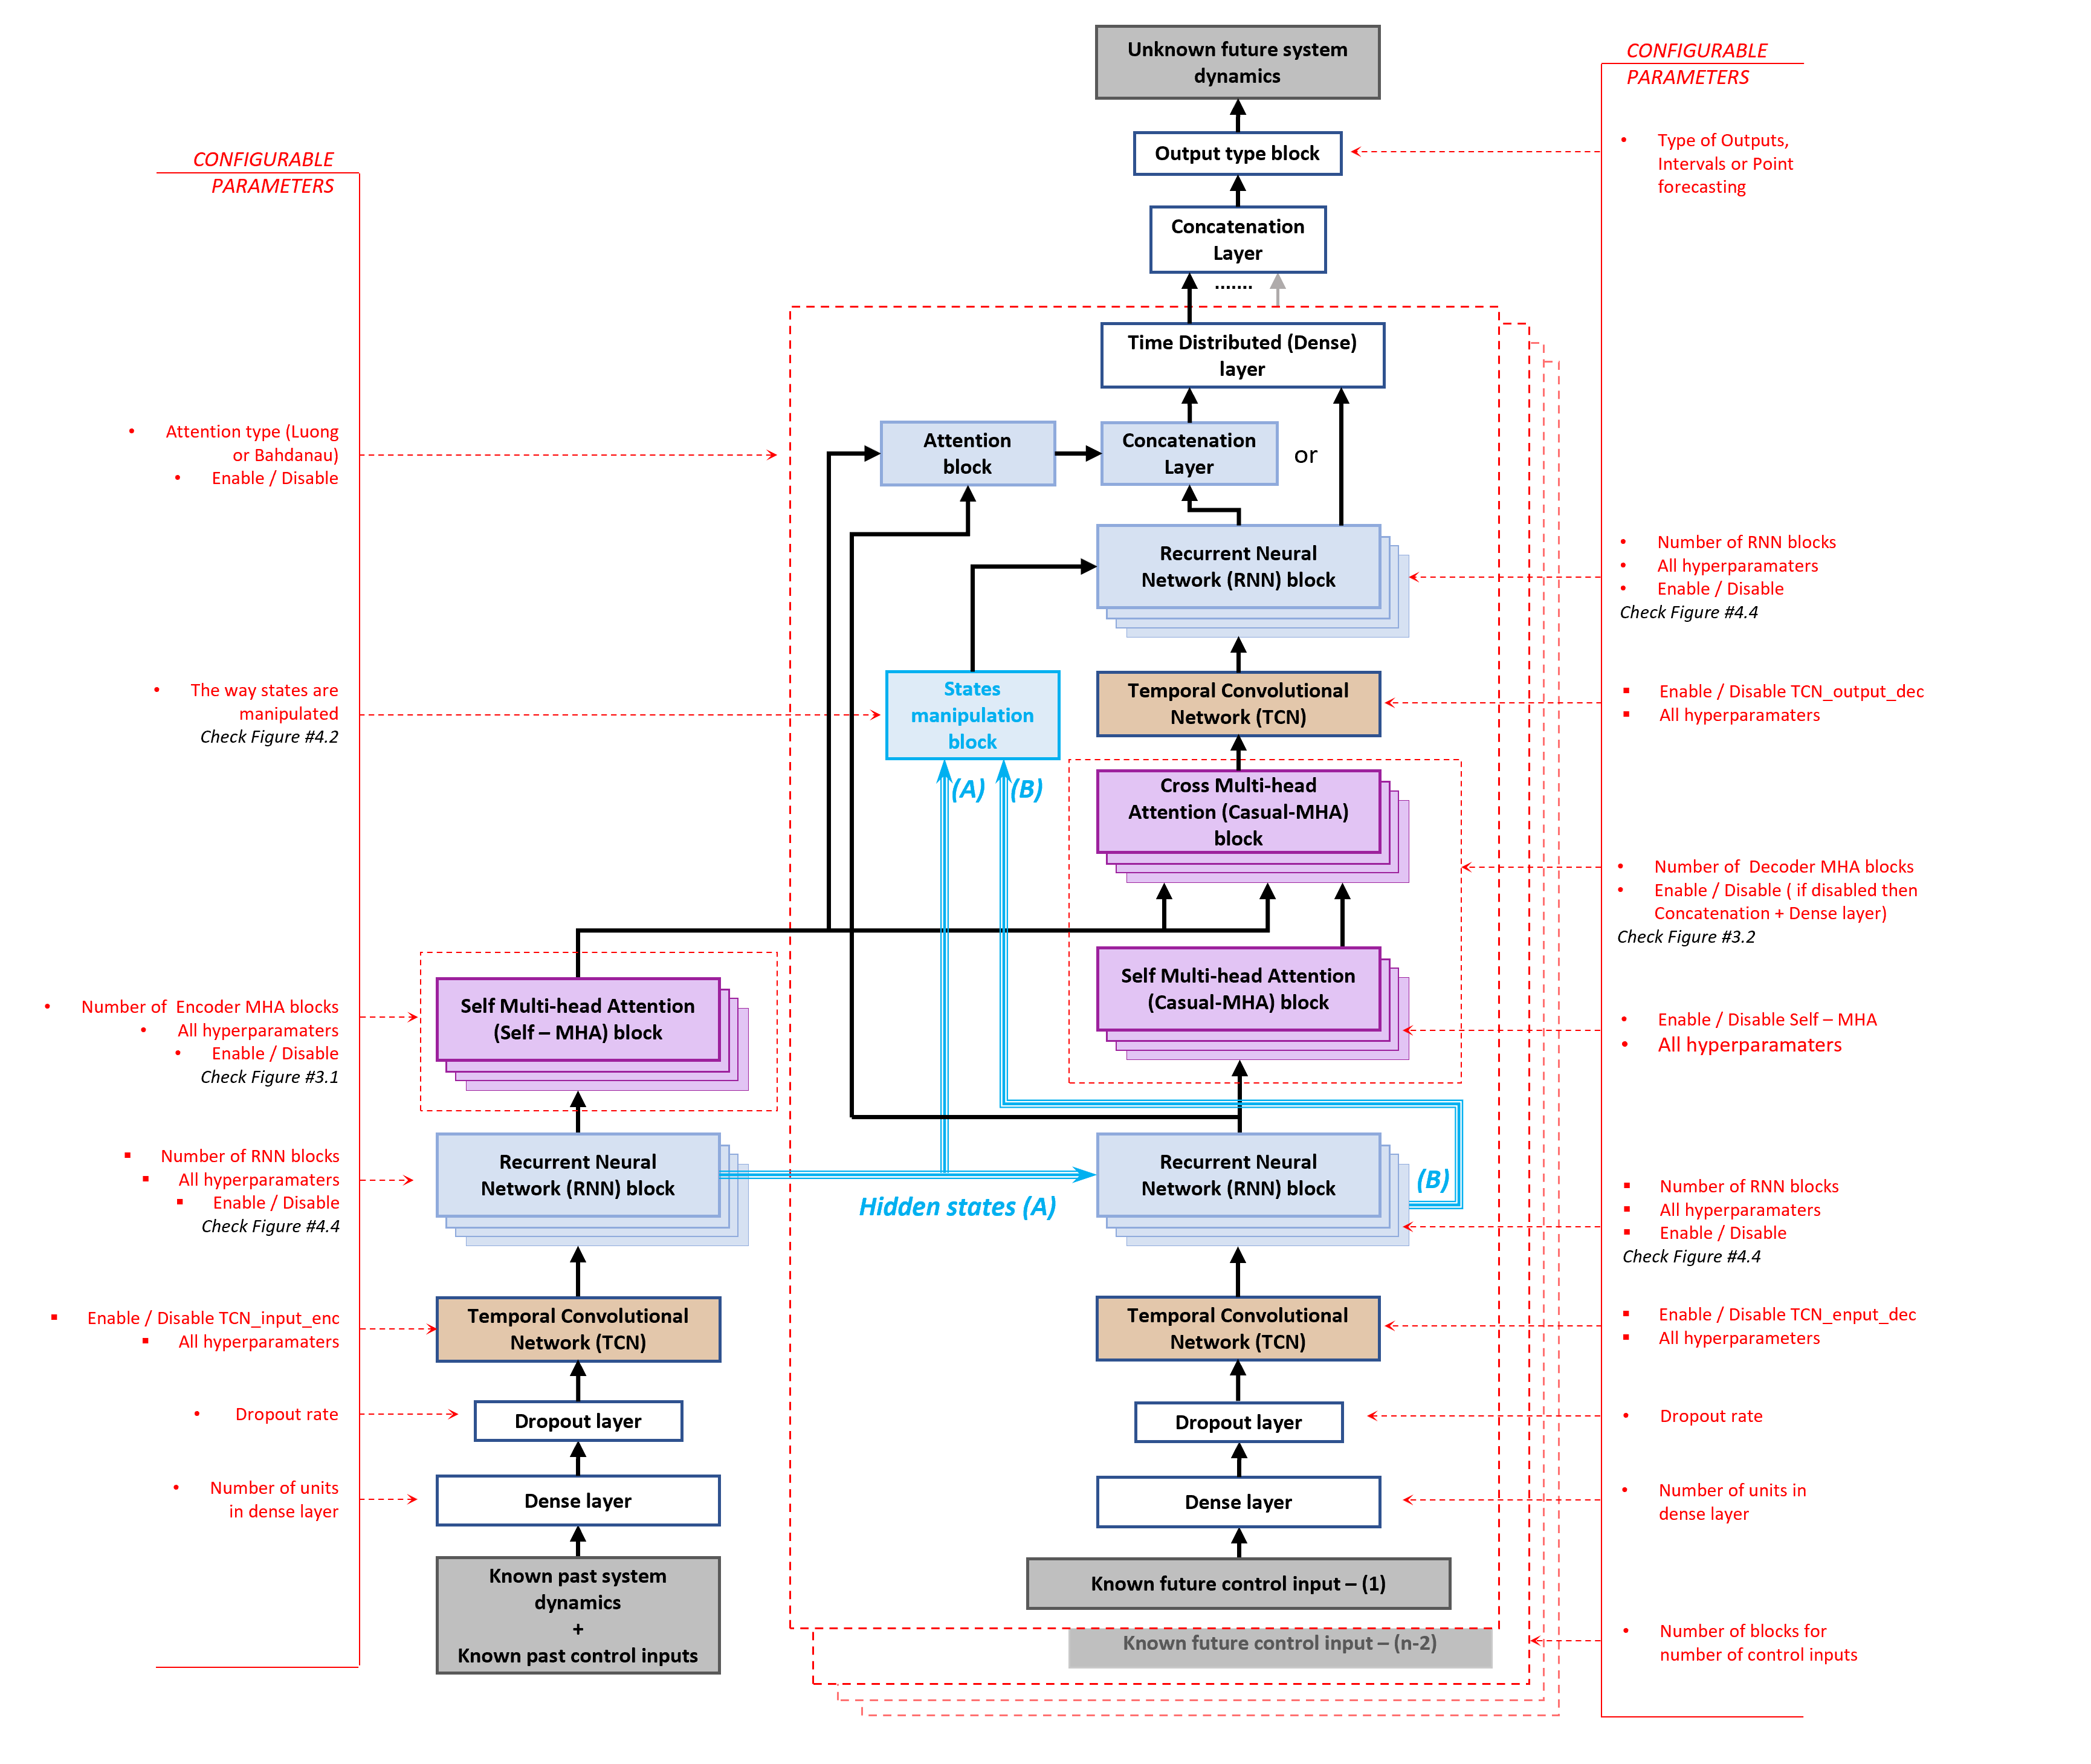 Unknown future system
dynamics
Output type block
Concatenation
Layer
.......
Time Distributed (Dense)
layer
Attention
block
Concatenation
Layer
or
Recurrent Neural
Network (RNN) block
States
manipulation
block
Temporal Convolutional
Network (TCN)
(A)
(B)
Cross Multi-head
Attention (Casual-MHA)
block
Self Multi-head Attention
(Casual-MHA) block
Self Multi-head Attention
(Self – MHA) block
Recurrent Neural
Network (RNN) block
Hidden states (A)
Recurrent Neural
Network (RNN) block
(B)
Temporal Convolutional
Network (TCN)
Temporal Convolutional
Network (TCN)
Dropout layer
Dropout layer
Dense layer
Dense layer
Known past system
dynamics
+
Known past control inputs
Known future control input – (1)
Known future control input – (n-2)
CONFIGURABLE
PARAMETERS
• Attention type (Luong
or Bahdanau)
• Enable / Disable
• The way states are
manipulated
Check Figure #4.2
• Number of Encoder MHA blocks
• All hyperparamaters
• Enable / Disable
Check Figure #3.1
▪ Number of RNN blocks
▪ All hyperparamaters
▪ Enable / Disable
Check Figure #4.4
▪ Enable / Disable TCN_input_enc
▪ All hyperparamaters
• Dropout rate
• Number of units
in dense layer
CONFIGURABLE
PARAMETERS
• Type of Outputs,
Intervals or Point
forecasting
• Number of RNN blocks
• All hyperparamaters
• Enable / Disable
Check Figure #4.4
▪ Enable / Disable TCN_output_dec
▪ All hyperparamaters
• Number of Decoder MHA blocks
• Enable / Disable ( if disabled then
Concatenation + Dense layer)
Check Figure #3.2
• Enable / Disable Self – MHA
• All hyperparamaters
▪ Number of RNN blocks
▪ All hyperparamaters
▪ Enable / Disable
Check Figure #4.4
▪ Enable / Disable TCN_enput_dec
▪ All hyperparameters
• Dropout rate
• Number of units in
dense layer
• Number of blocks for
number of control inputs